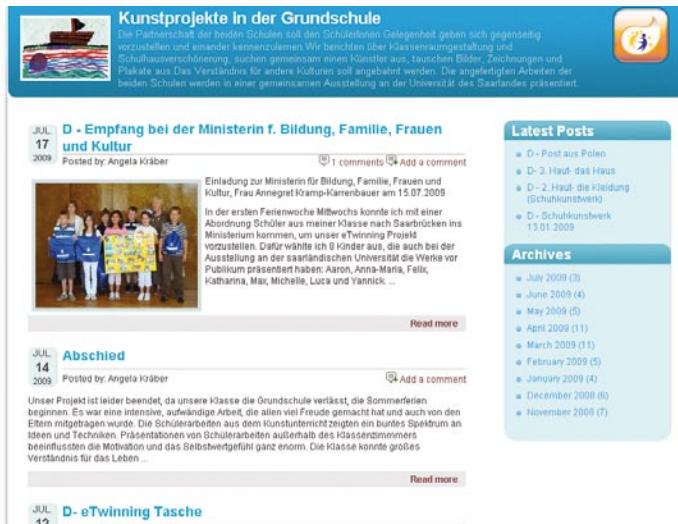 Kunstprojekte in der Grundschule
Die Partnerschaft der beiden Schulen soll den SchülerInnen Gelegenheit geben sich gegenseitig
vorzustellen und einander kennenzulernen.Wir berichten über Klassenraumgestaltung und
Schulhausverschönerung, suchen gemeinsam einen Künstler aus, tauschen Bilder, Zeichnungen und
Plakate aus.Das Verständnis für andere Kulturen soll angebahnt werden. Die angefertigten Arbeiten der
beiden Schulen werden in einer gemeinsamen Ausstellung an der Universität des Saarlandes präsentiert.
JUL
17
2009
D - Empfang bei der Ministerin f. Bildung, Familie, Frauen
und Kultur
Posted by: Angela Kräber
1 comments Add a comment
Einladung zur Ministerin für Bildung, Familie, Frauen und
Kultur, Frau Annegret Kramp-Karrenbauer am 15.07.2009
In der ersten Ferienwoche Mittwochs konnte ich mit einer
Abordnung Schüler aus meiner Klasse nach Saarbrücken ins
Ministerium kommen, um unser eTwinning Projekt
vorzustellen. Dafür wählte ich 8 Kinder aus, die auch bei der
Ausstellung an der saarländischen Universität die Werke vor
Publikum präsentiert haben: Aaron, Anna-Maria, Felix,
Katharina, Max, Michelle, Luca und Yannick. ...
Read more
JUL
14
2009
Abschied
Posted by: Angela Kräber
Add a comment
Unser Projekt ist leider beendet, da unsere Klasse die Grundschule verlässt, die Sommerferien
beginnen. Es war eine intensive, aufwändige Arbeit, die allen viel Freude gemacht hat und auch von den
Eltern mitgetragen wurde. Die Schülerarbeiten aus dem Kunstunterricht zeigten ein buntes Spektrum an
Ideen und Techniken. Präsentationen von Schülerarbeiten außerhalb des Klassenzimmmers
beeinflussten die Motivation und das Selbstwertgefühl ganz enorm. Die Klasse konnte großes
Verständnis für das Leben ...
Read more
JUL
12
D- eTwinning Tasche
Latest Posts
D - Post aus Polen
D- 3. Haut- das Haus
D - 2. Haut- die Kleidung
(Schuhkunstwerk)
D - Schuhkunstwerk
13.01.2009
Archives
July 2009 (3)
June 2009 (4)
May 2009 (5)
April 2009 (11)
March 2009 (11)
February 2009 (5)
January 2009 (4)
December 2008 (6)
November 2008 (7)